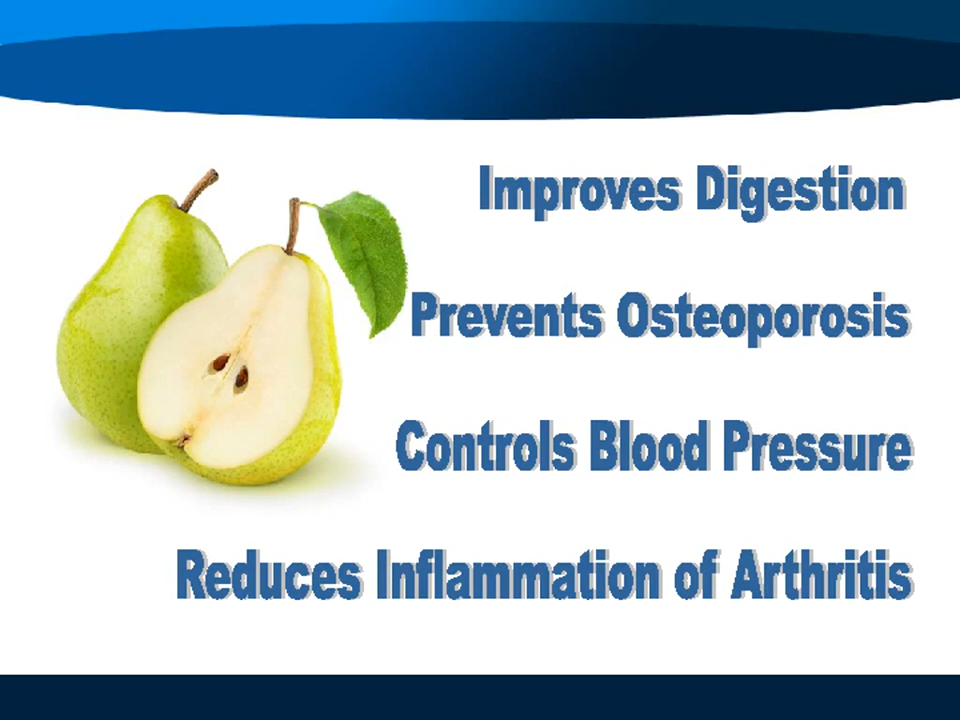 Improves Digestion
Prevents Osteoporosis
Controls Blood Pressure
Reduces Inflammation of Arthritis